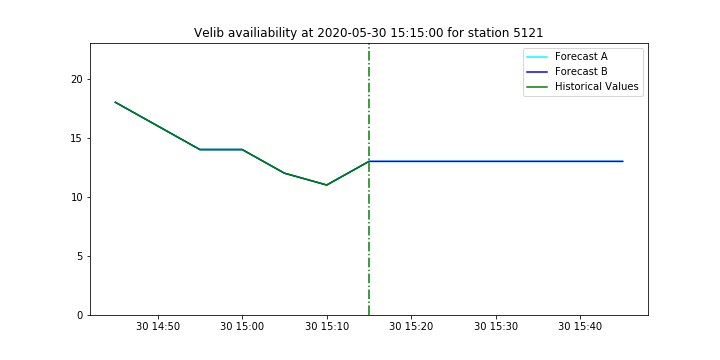 Velib availiability at 2020-05-30 15:15:00 for station 5121
Forecast A
Forecast B
Historical Values
20
15
10
5
0
30 14:50 30 15:00 30 15:10 30 15:20 30 15:30 30 15:40